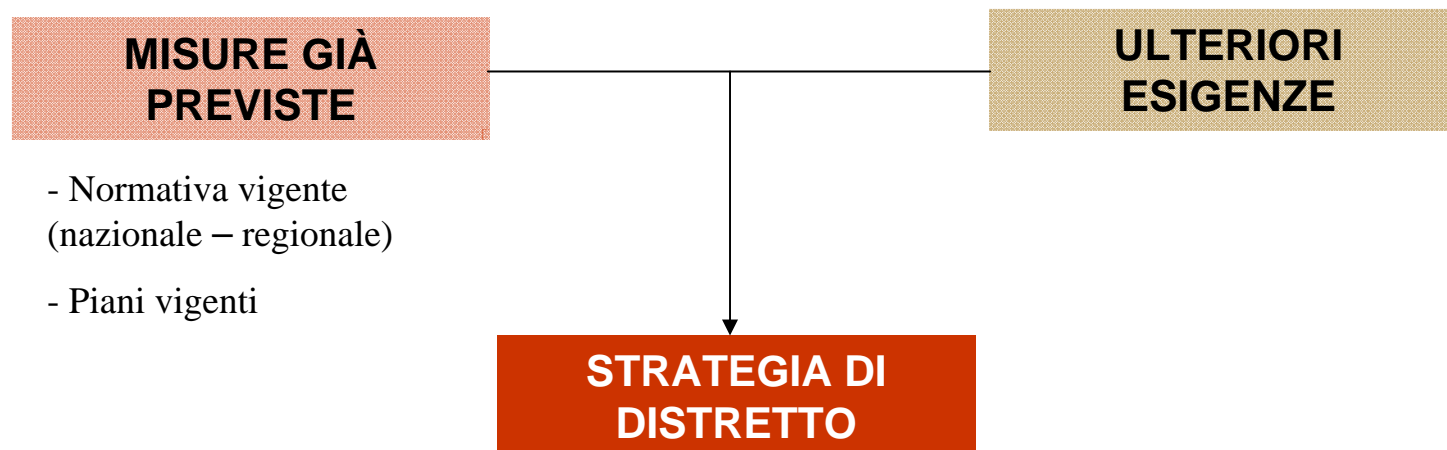 MISURE GIÀ
PREVISTE
ULTERIORI
ESIGENZE
- Normativa vigente
(nazionale – regionale)
- Piani vigenti
STRATEGIA DI
DISTRETTO